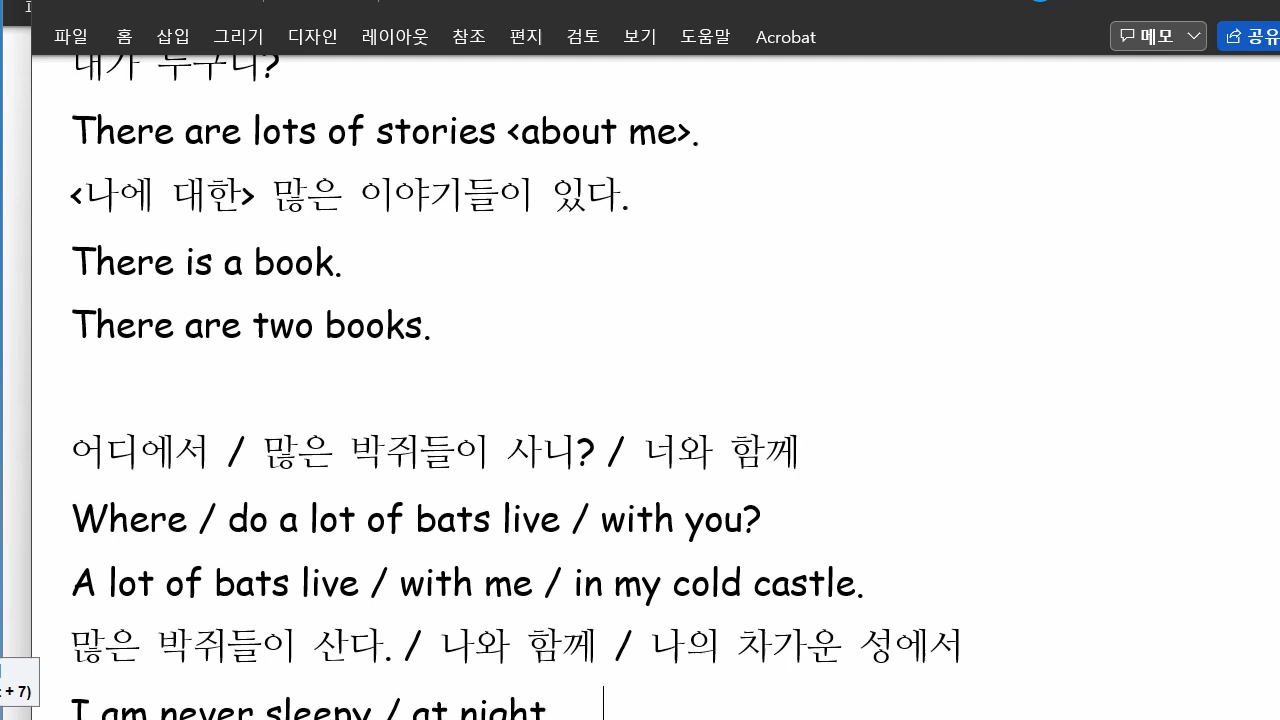 파일 홈 삽입 그리기 디자인 레이아웃 참조 편지 검토 보기 도움말 Acrobat 메모 공유
내가 누구니?
There are lots of stories <about me>.
<나에 대한> 많은 이야기들이 있다.
There is a book.
There are two books.
어디에서 / 많은 박쥐들이 사니? / 너와 함께
Where / do a lot of bats live / with you?
A lot of bats live / with me / in my cold castle.
많은 박쥐들이 산다. / 나와 함께 / 나의 차가운 성에서
+ 7)
I am never sleepy / at night